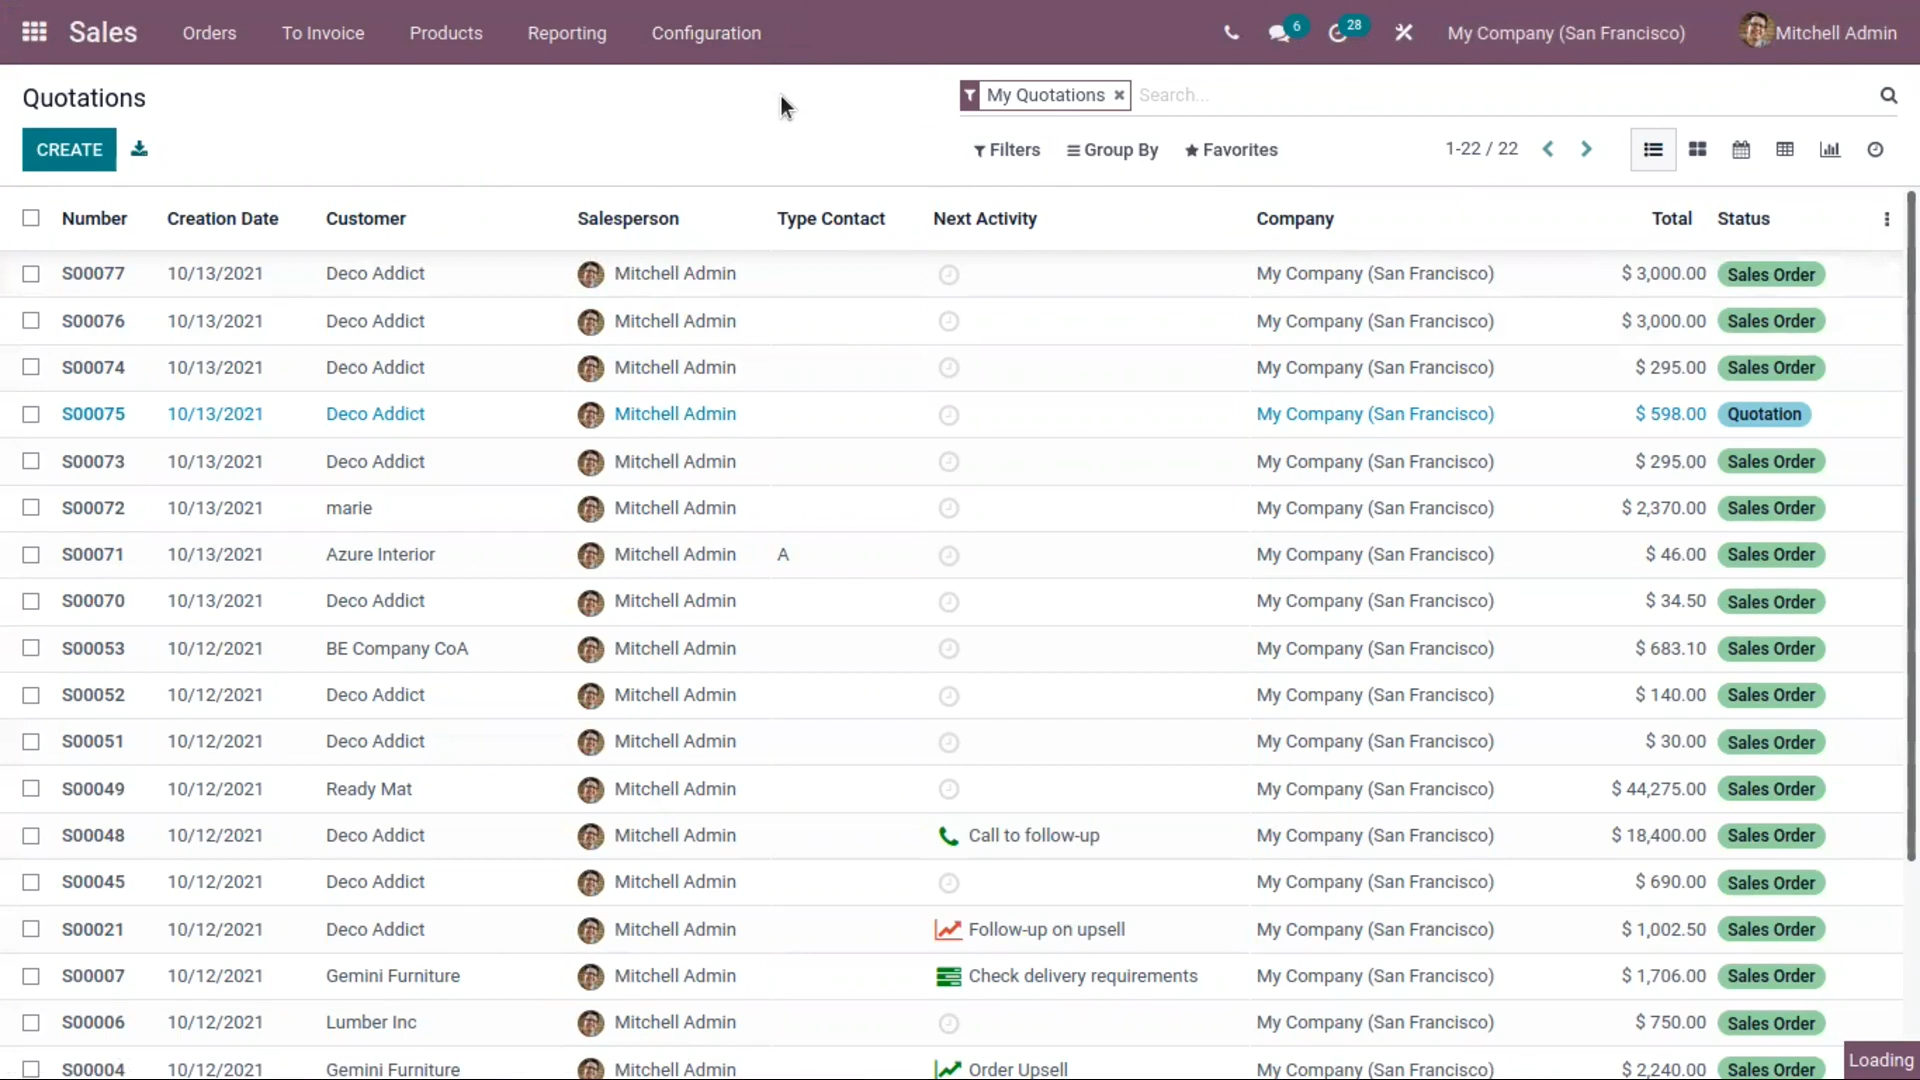 Sales Orders To Invoice Products Reporting Configuration 6 28 My Company (San Francisco) Mitchell Admin
Quotations My Quotations × Search...
CREATE Filters Group By Favorites 1-22 / 22
Number Creation Date Customer Salesperson Type Contact Next Activity Company Total Status
S00077 10/13/2021 Deco Addict Mitchell Admin My Company (San Francisco) $ 3,000.00 Sales Order
S00076 10/13/2021 Deco Addict Mitchell Admin My Company (San Francisco) $ 3,000.00 Sales Order
S00074 10/13/2021 Deco Addict Mitchell Admin My Company (San Francisco) $ 295.00 Sales Order
S00075 10/13/2021 Deco Addict Mitchell Admin My Company (San Francisco) $ 598.00 Quotation
S00073 10/13/2021 Deco Addict Mitchell Admin My Company (San Francisco) $ 295.00 Sales Order
S00072 10/13/2021 marie Mitchell Admin My Company (San Francisco) $ 2,370.00 Sales Order
S00071 10/13/2021 Azure Interior Mitchell Admin A My Company (San Francisco) $ 46.00 Sales Order
S00070 10/13/2021 Deco Addict Mitchell Admin My Company (San Francisco) $ 34.50 Sales Order
S00053 10/12/2021 BE Company CoA Mitchell Admin My Company (San Francisco) $ 683.10 Sales Order
S00052 10/12/2021 Deco Addict Mitchell Admin My Company (San Francisco) $ 140.00 Sales Order
S00051 10/12/2021 Deco Addict Mitchell Admin My Company (San Francisco) $ 30.00 Sales Order
S00049 10/12/2021 Ready Mat Mitchell Admin My Company (San Francisco) $ 44,275.00 Sales Order
S00048 10/12/2021 Deco Addict Mitchell Admin Call to follow-up My Company (San Francisco) $ 18,400.00 Sales Order
S00045 10/12/2021 Deco Addict Mitchell Admin My Company (San Francisco) $ 690.00 Sales Order
S00021 10/12/2021 Deco Addict Mitchell Admin Follow-up on upsell My Company (San Francisco) $ 1,002.50 Sales Order
S00007 10/12/2021 Gemini Furniture Mitchell Admin Check delivery requirements My Company (San Francisco) $ 1,706.00 Sales Order
S00006 10/12/2021 Lumber Inc Mitchell Admin My Company (San Francisco) $ 750.00 Sales Order
S00004 10/12/2021 Gemini Furniture Mitchell Admin Order Upsell My Company (San Francisco) $ 2,240.00 Sales Order
Loading